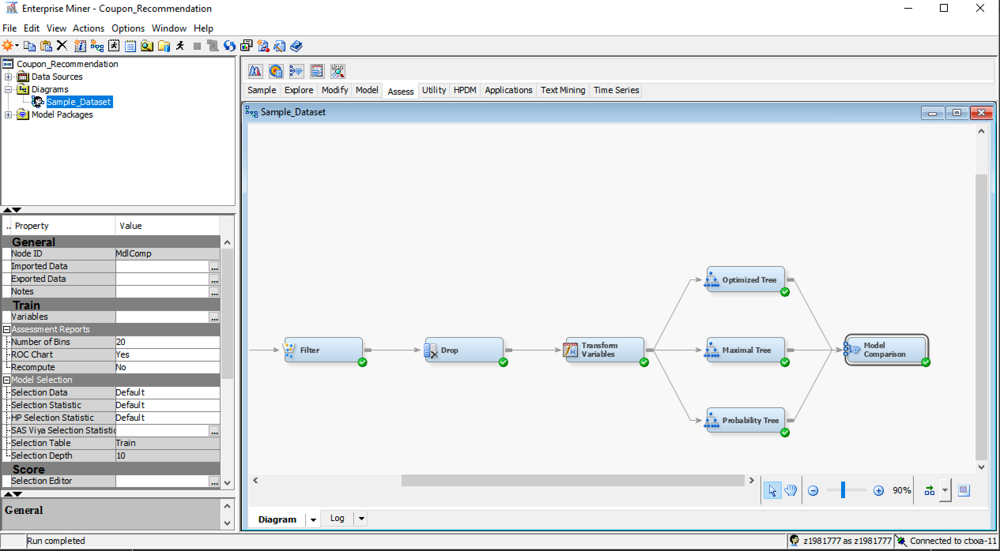 Enterprise Miner - Coupon_Recommendation
File Edit View Actions Options Window Help
Coupon_Recommendation
Data Sources
Diagrams
Sample_Dataset
Model Packages
.. Property Value
General
Node ID MdlComp
Imported Data ...
Exported Data ...
Notes ...
Train
Variables ...
Assessment Reports
Number of Bins 20
ROC Chart Yes
Recompute No
Model Selection
Selection Data Default
Selection Statistic Default
HP Selection Statistic Default
SAS Viya Selection Statistic ...
Selection Table Train
Selection Depth 10
Score
Selection Editor ...
General
Sample Explore Modify Model Assess Utility HPDM Applications Text Mining Time Series
Sample_Dataset
Optimized Tree
Filter
Drop
Transform
Variables
Maximal Tree
Model
Comparison
Probability Tree
90%
Diagram Log
Run completed
z1981777 as z1981777 Connected to ctxxa-11